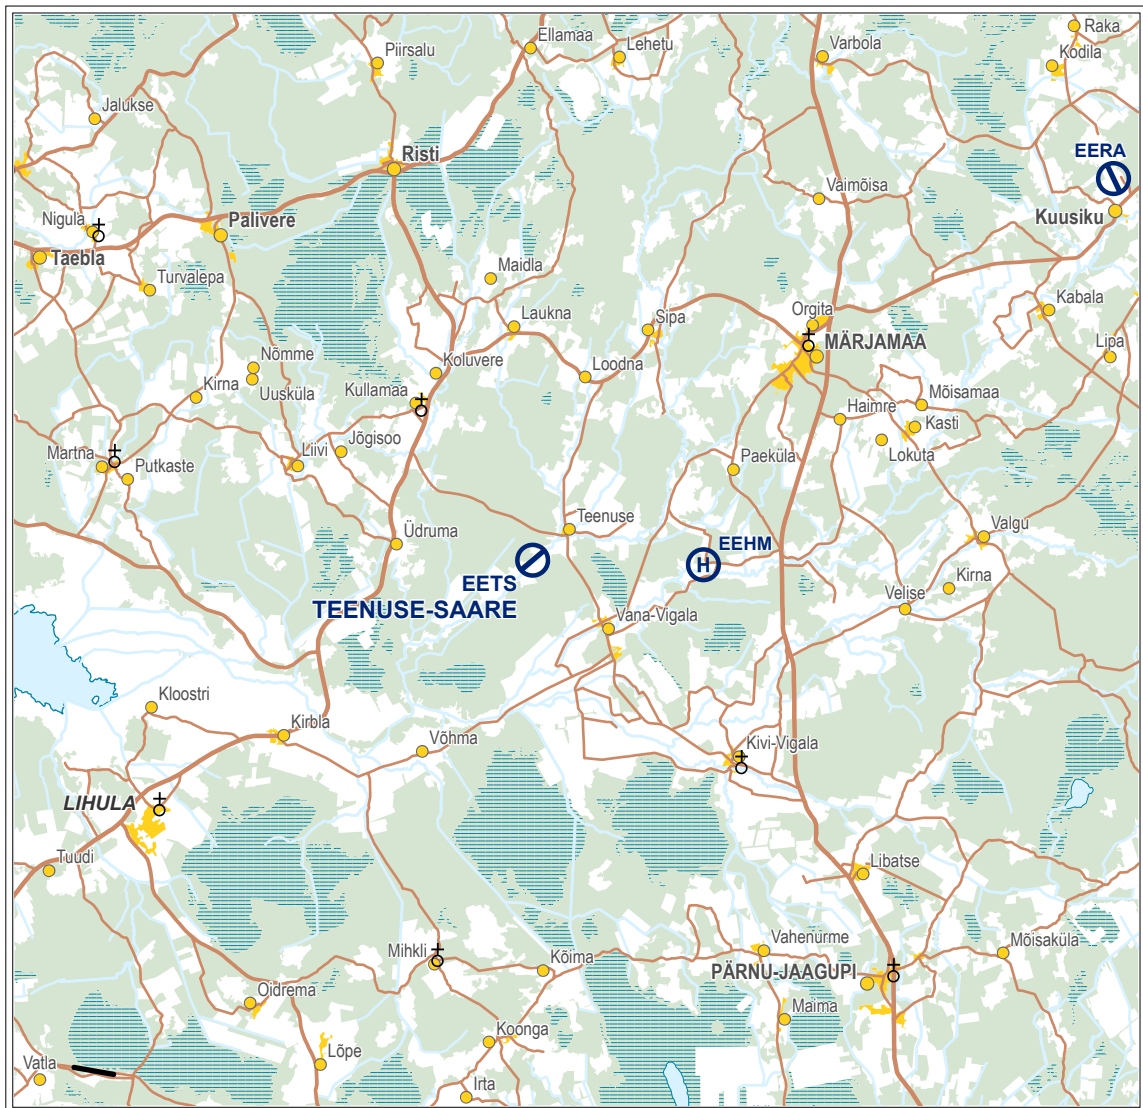 Raka
Ellamaa
Piirsalu
Lehetu
Varbola
Kodila
Jalukse
Risti
EERA
Vaimõisa
Nigula
Palivere
Kuusiku
Taebla
Maidla
Turvalepa
Kabala
Orgita
Laukna
Sipa
MÄRJAMAA
Lipa
Nõmme
Koluvere
Loodna
Kirna
Uusküla
Kullamaa
Mõisamaa
Haimre
Kasti
Jõgisoo
Martna
Liivi
Lokuta
Putkaste
Paeküla
Teenuse
Valgu
Üdruma
EEHM
H
EETS
Kirna
TEENUSE-SAARE
Vana-Vigala
Velise
Kloostri
Kirbla
Võhma
Kivi-Vigala
LIHULA
Tuudi
Libatse
Vahenurme
Mõisaküla
Mihkli
Kõima
PÄRNU-JAAGUPI
Oidrema
Maima
Koonga
Lõpe
Vatla
Irta